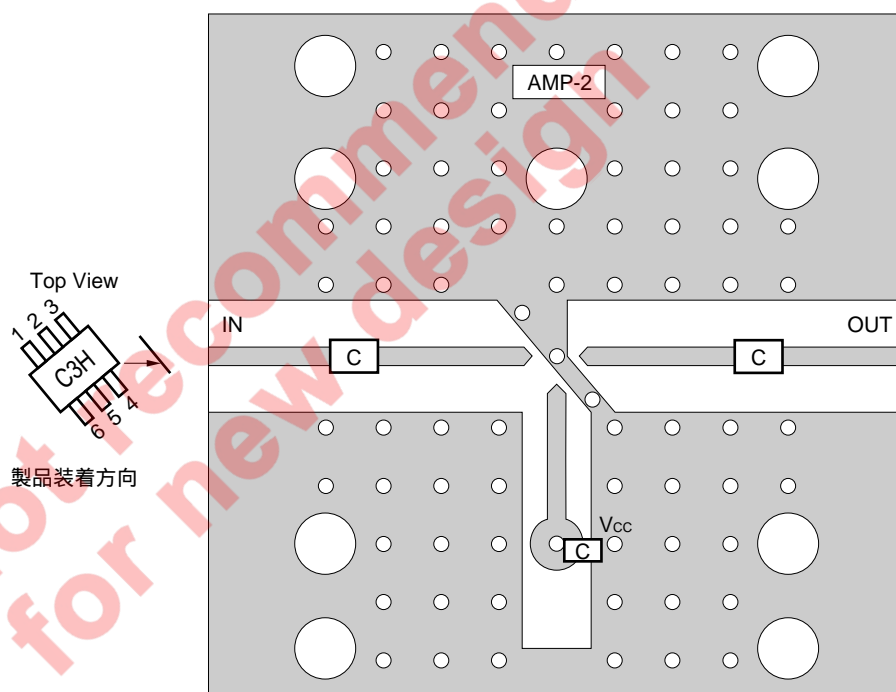 Not recommend
for new design
AMP-2
Top View
1 2 3
C3H
6 5 4
製品装着方向
IN
OUT
C
C
VCC
C